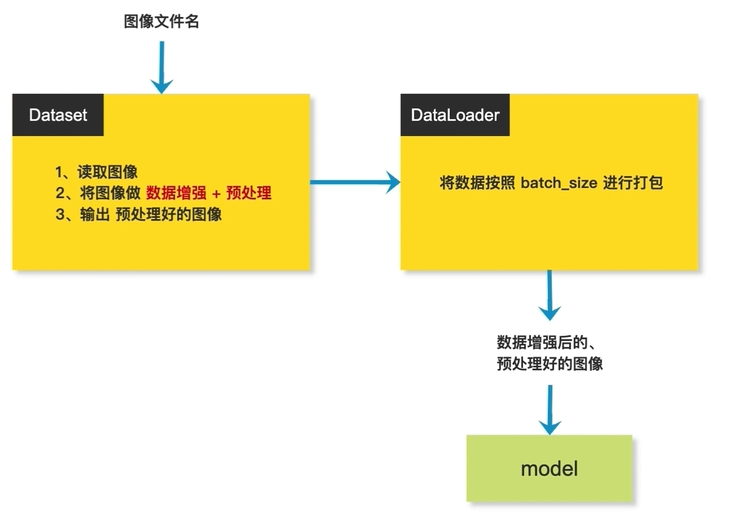 图像文件名
Dataset
1、读取图像
2、将图像做 数据增强 + 预处理
3、输出 预处理好的图像
DataLoader
将数据按照 batch_size 进行打包
数据增强后的、
预处理好的图像
model